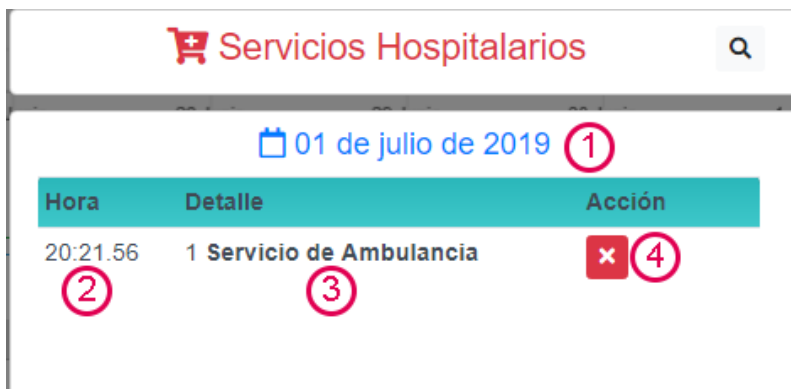 Servicios Hospitalarios
01 de julio de 2019 1
Hora Detalle Acción
20:21.56 1 Servicio de Ambulancia
2 3 4